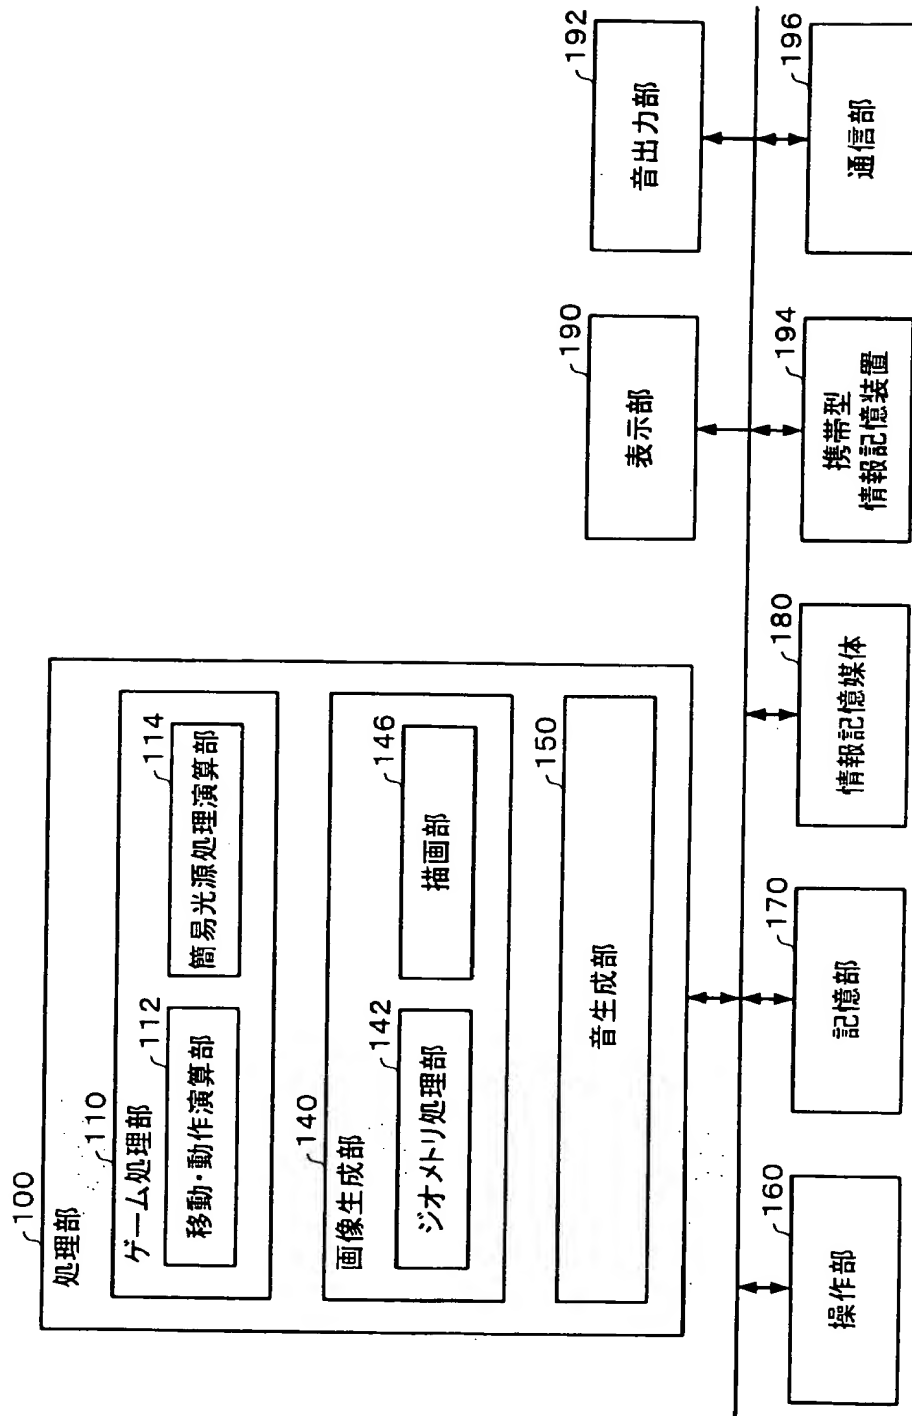 100
処理部
110
ゲーム処理部
112
移動・動作演算部
114
簡易光源処理演算部
140
画像生成部
142
ジオメトリ処理部
146
描画部
150
音生成部
190
表示部
192
音出力部
160
操作部
170
記憶部
180
情報記憶媒体
194
携帯型
情報記憶装置
196
通信部